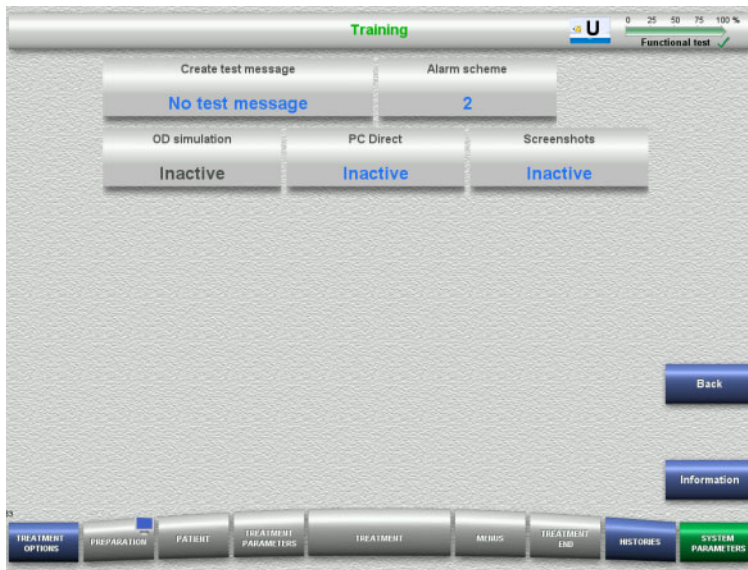 Training
U
0 25 50 75 100 %
Functional test
Create test message
Alarm scheme
No test message
2
OD simulation
PC Direct
Screenshots
Inactive
Inactive
Inactive
Back
Information
TREATMENT
OPTIONS
PREPARATION
PATIENT
TREATMENT
PARAMETERS
TREATMENT
MENUS
TREATMENT
END
HISTORIES
SYSTEM
PARAMETERS